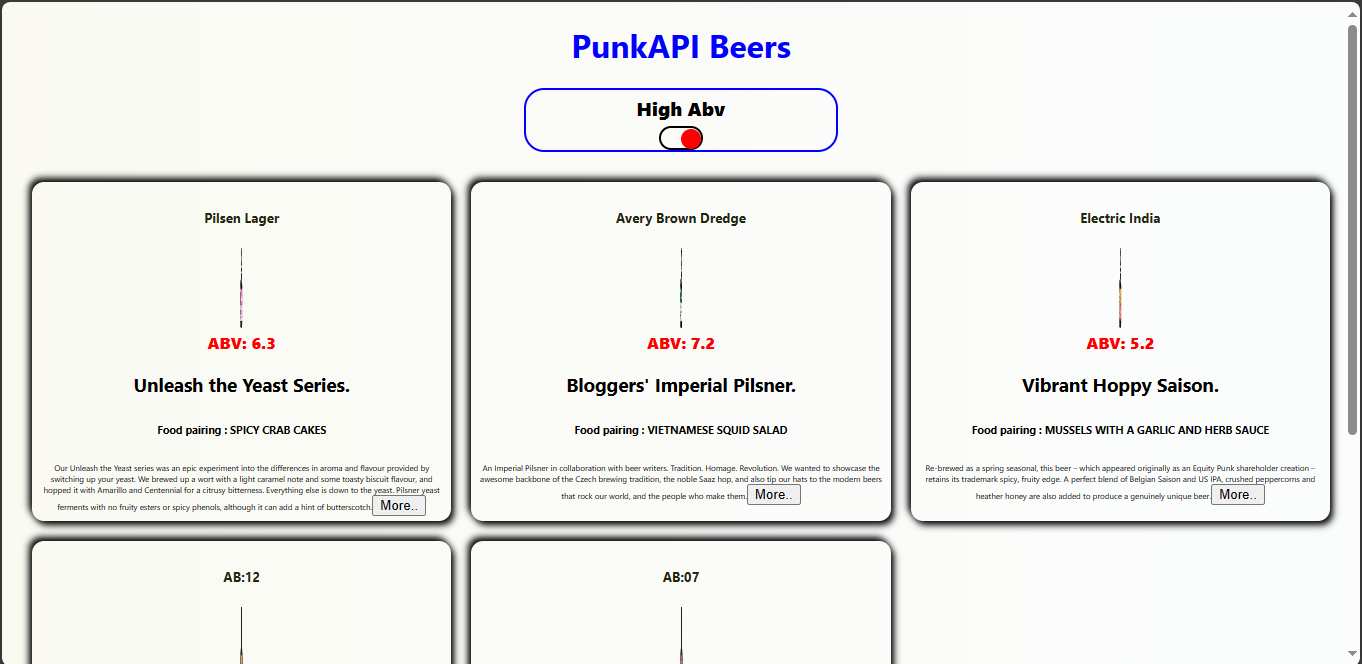 PunkAPI Beers
High Abv
Pilsen Lager
ABV: 6.3
Unleash the Yeast Series.
Food pairing : SPICY CRAB CAKES
Our Unleash the Yeast series was an epic experiment into the differences in aroma and flavour provided by
switching up your yeast. We brewed up a wort with a light caramel note and some toasty biscuit flavour, and
hopped it with Amarillo and Centennial for a citrusy bitterness. Everything else is down to the yeast. Pilsner yeast
ferments with no fruity esters or spicy phenols, although it can add a hint of butterscotch.
More..
Avery Brown Dredge
ABV: 7.2
Bloggers' Imperial Pilsner.
Food pairing : VIETNAMESE SQUID SALAD
An Imperial Pilsner in collaboration with beer writers. Tradition. Homage. Revolution. We wanted to showcase the
awesome backbone of the Czech brewing tradition, the noble Saaz hop, and also tip our hats to the modern beers
that rock our world, and the people who make them.
More..
Electric India
ABV: 5.2
Vibrant Hoppy Saison.
Food pairing : MUSSELS WITH A GARLIC AND HERB SAUCE
Re-brewed as a spring seasonal, this beer – which appeared originally as an Equity Punk shareholder creation –
retains its trademark spicy, fruity edge. A perfect blend of Belgian Saison and US IPA, crushed peppercorns and
heather honey are also added to produce a genuinely unique beer.
More..
AB:12
AB:07